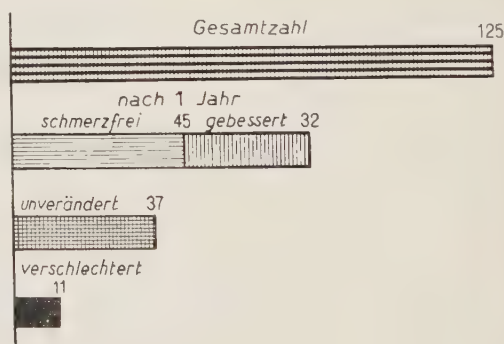 Gesamtzahl
125
nach 1 Jahr
schmerzfrei 45 gebessert 32
unverändert 37
verschlechtert
11